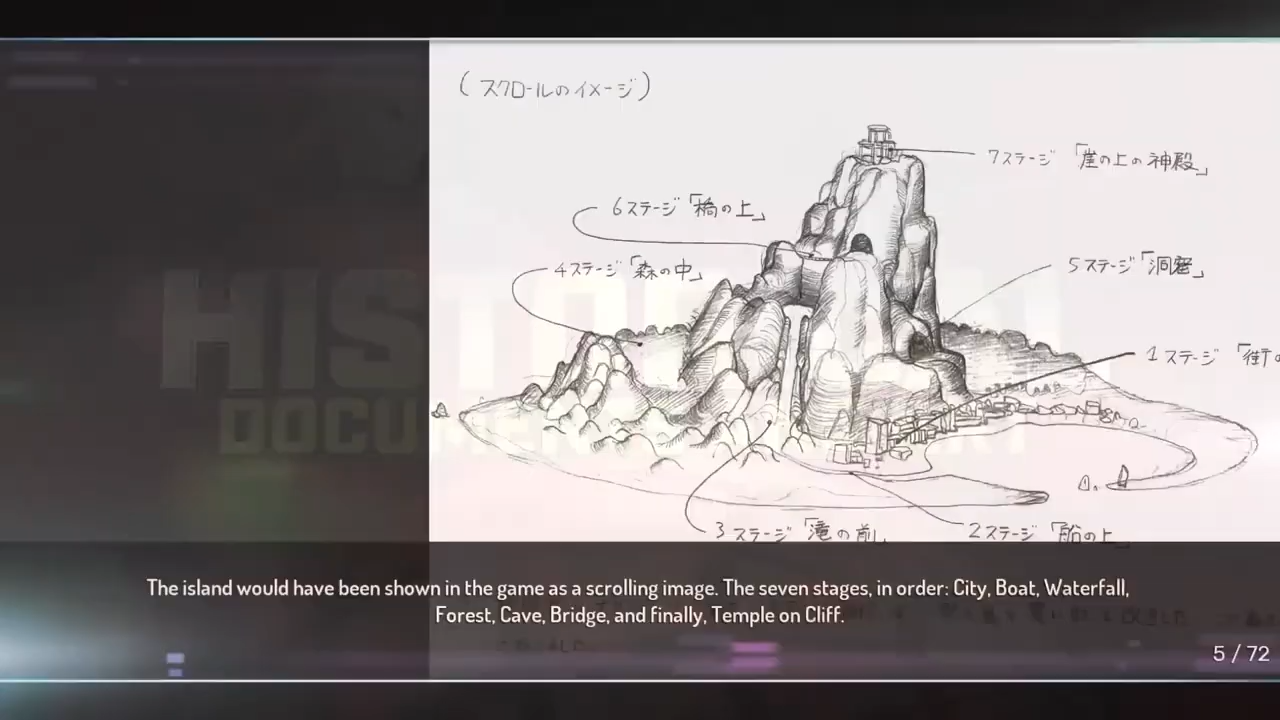 (スクロールのイメージ)
7ステージ「崖の上の神殿」
6ステージ「橋の上」
4ステージ「森の中」
5ステージ「洞窟」
1ステージ「街の
3ステージ「滝の前」
2ステージ「船の上」
The island would have been shown in the game as a scrolling image. The seven stages, in order: City, Boat, Waterfall,
Forest, Cave, Bridge, and finally, Temple on Cliff.
5 / 72